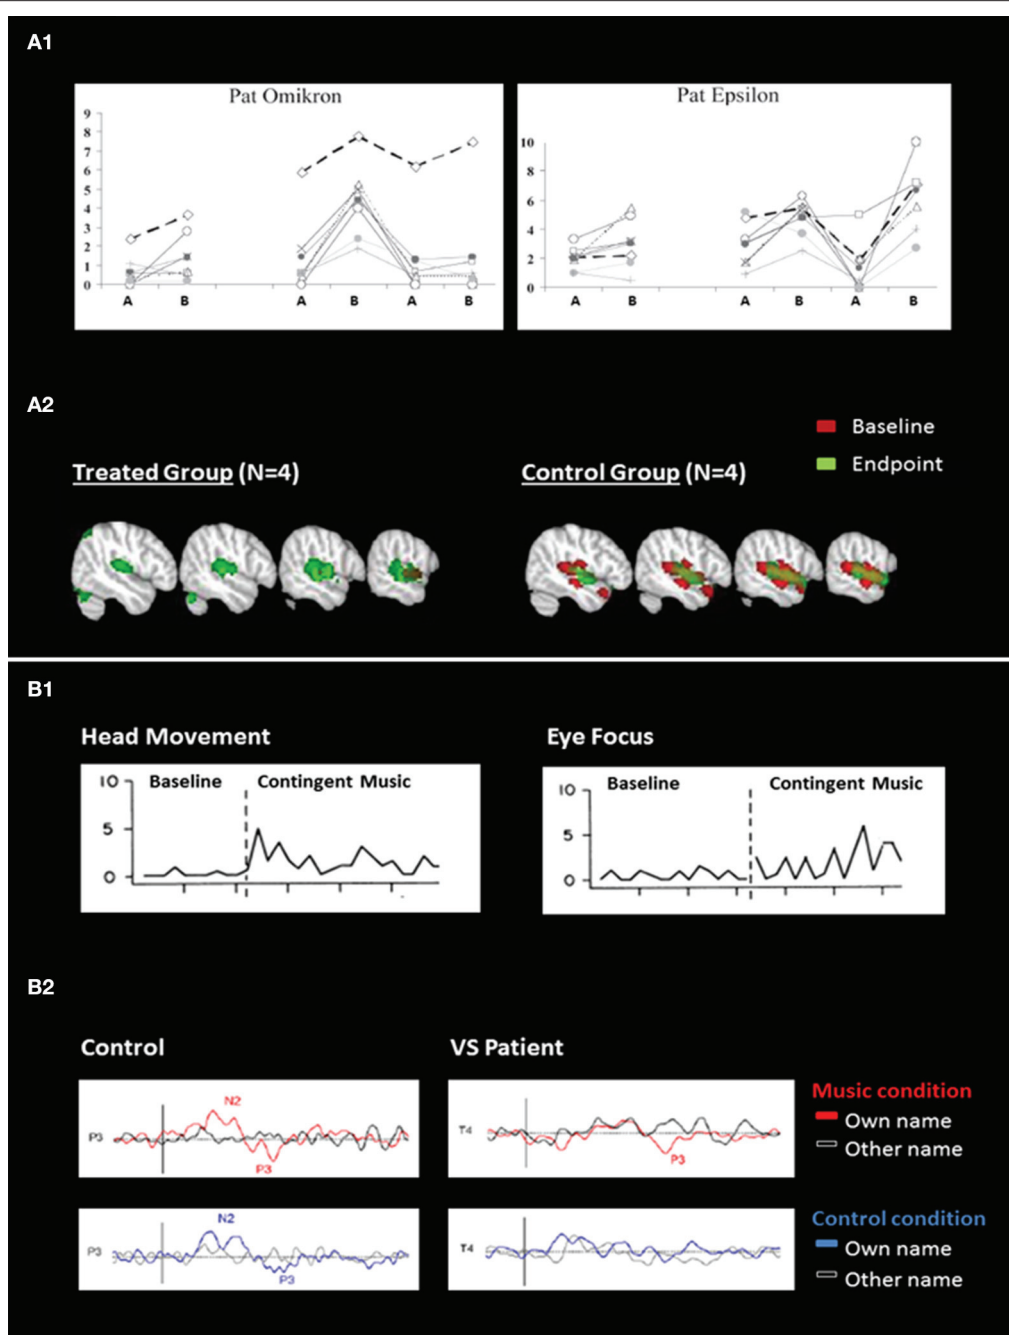 A1
Pat Omikron
9
8
7
6
5
4
3
2
1
0
A B A B A B
Pat Epsilon
10
8
6
4
2
0
A B A B A B
A2
Baseline
Endpoint
Treated Group (N=4)
Control Group (N=4)
B1
Head Movement
10
5
0
Baseline Contingent Music
Eye Focus
10
5
0
Baseline Contingent Music
B2
Control
VS Patient
P3
N2
P3
T4
P3
Music condition
Own name
Other name
P3
N2
P3
T4
Control condition
Own name
Other name